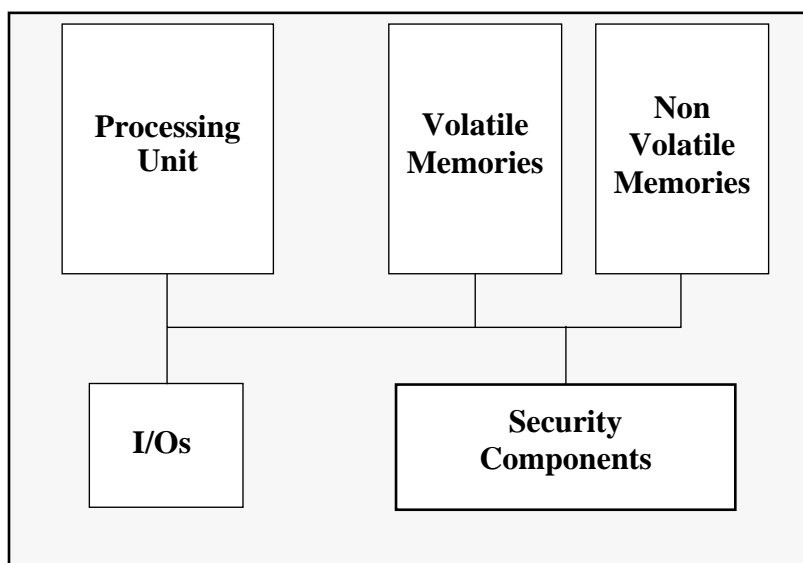 Processing
Unit
Volatile
Memories
Non
Volatile
Memories
I/Os
Security
Components